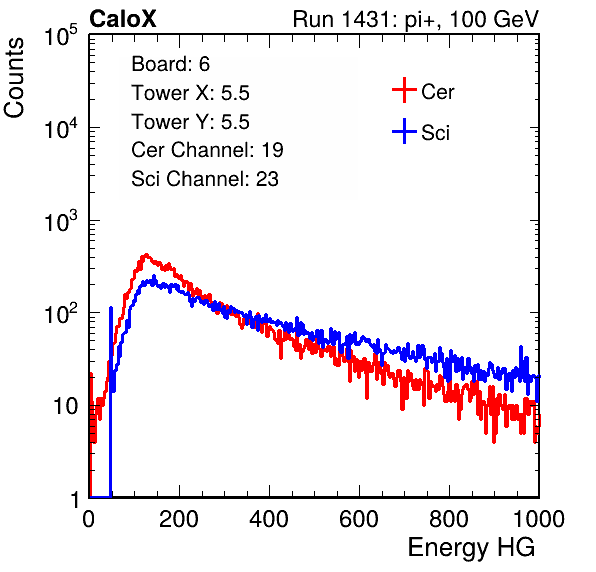 CaloX Run 1431: pi+, 100 GeV
Board: 6
Tower X: 5.5
Tower Y: 5.5
Cer Channel: 19
Sci Channel: 23
Cer
Sci
Counts
10^5
10^4
10^3
10^2
10
1
0 200 400 600 800 1000
Energy HG